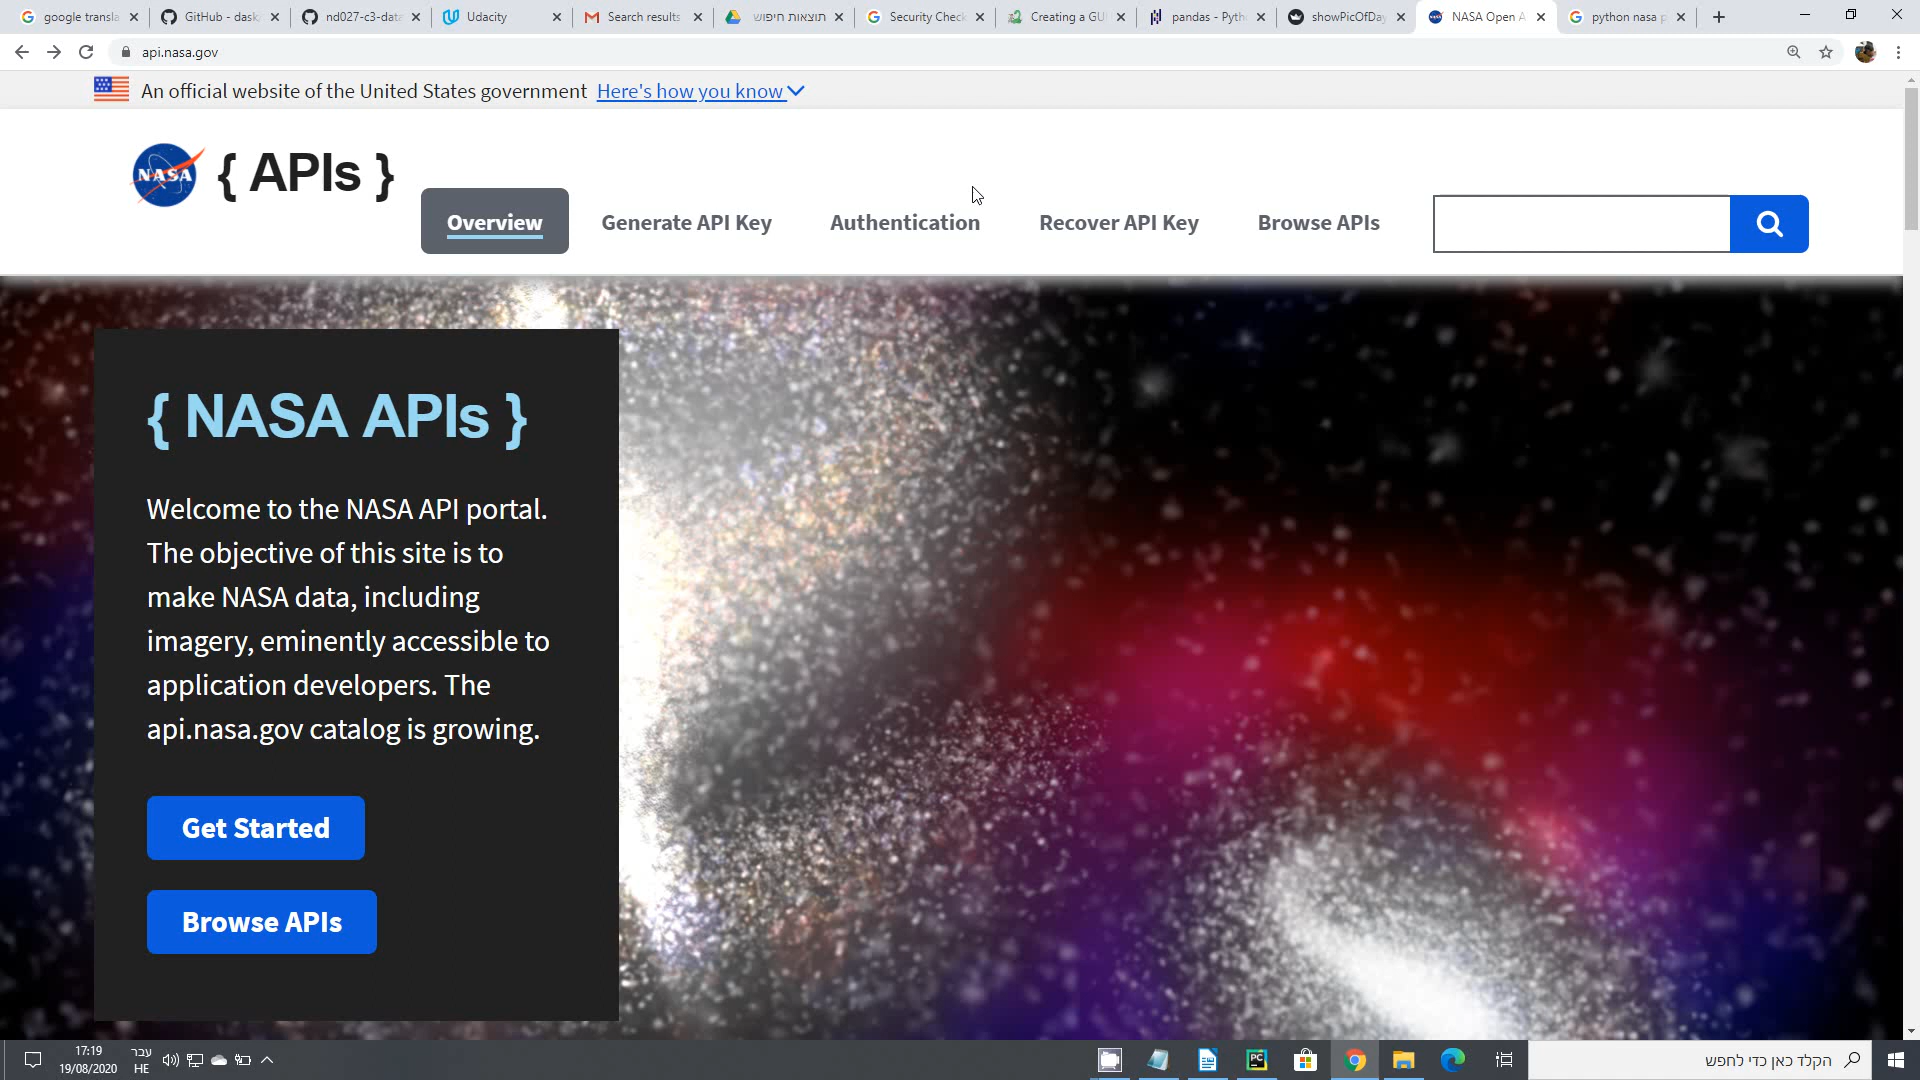 google transla
GitHub - dask
nd027-c3-data
Udacity
Search results
תוצאות חיפוש
Security Check
Creating a GUI
pandas - Pyth
showPicOfDay
NASA Open A
python nasa p
api.nasa.gov
An official website of the United States government Here's how you know
NASA { APIs }
Overview
Generate API Key
Authentication
Recover API Key
Browse APIs
{ NASA APIs }
Welcome to the NASA API portal.
The objective of this site is to
make NASA data, including
imagery, eminently accessible to
application developers. The
api.nasa.gov catalog is growing.
Get Started
Browse APIs
17:19
19/08/2020
עבר
HE
PC
הקלד כאן כדי לחפש